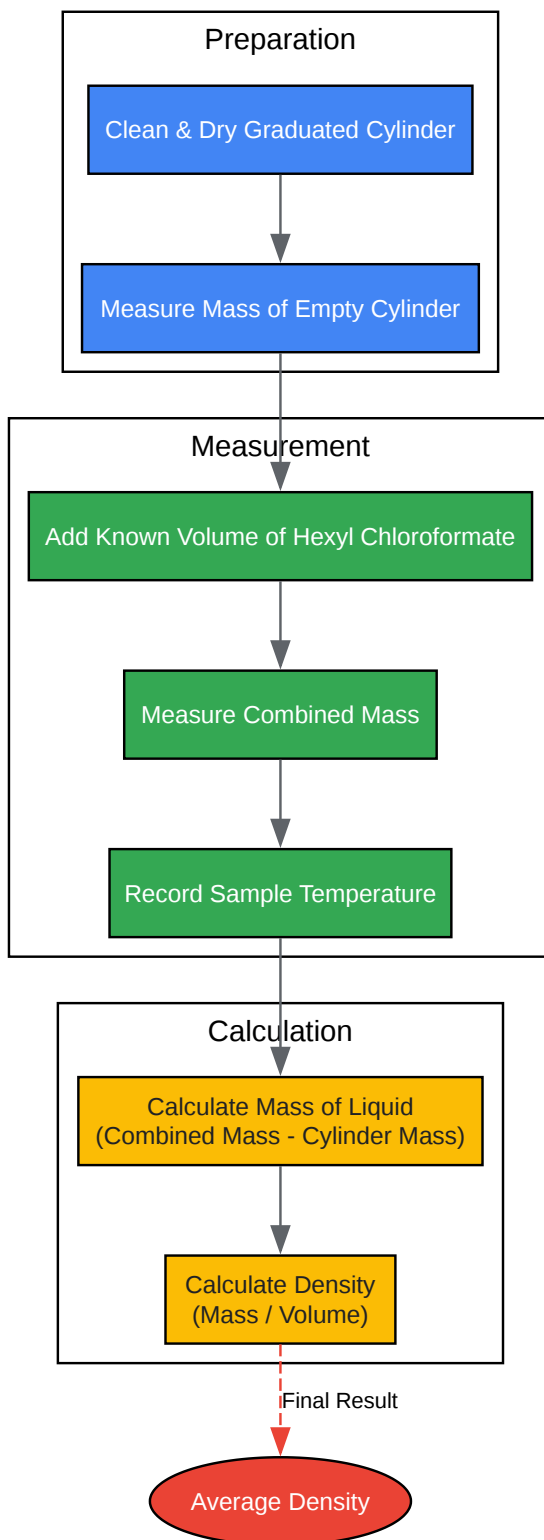 Preparation
Clean & Dry Graduated Cylinder
Measure Mass of Empty Cylinder
Measurement
Add Known Volume of Hexyl Chloroformate
Measure Combined Mass
Record Sample Temperature
Calculation
Calculate Mass of Liquid
(Combined Mass - Cylinder Mass)
Calculate Density
(Mass / Volume)
Final Result
Average Density